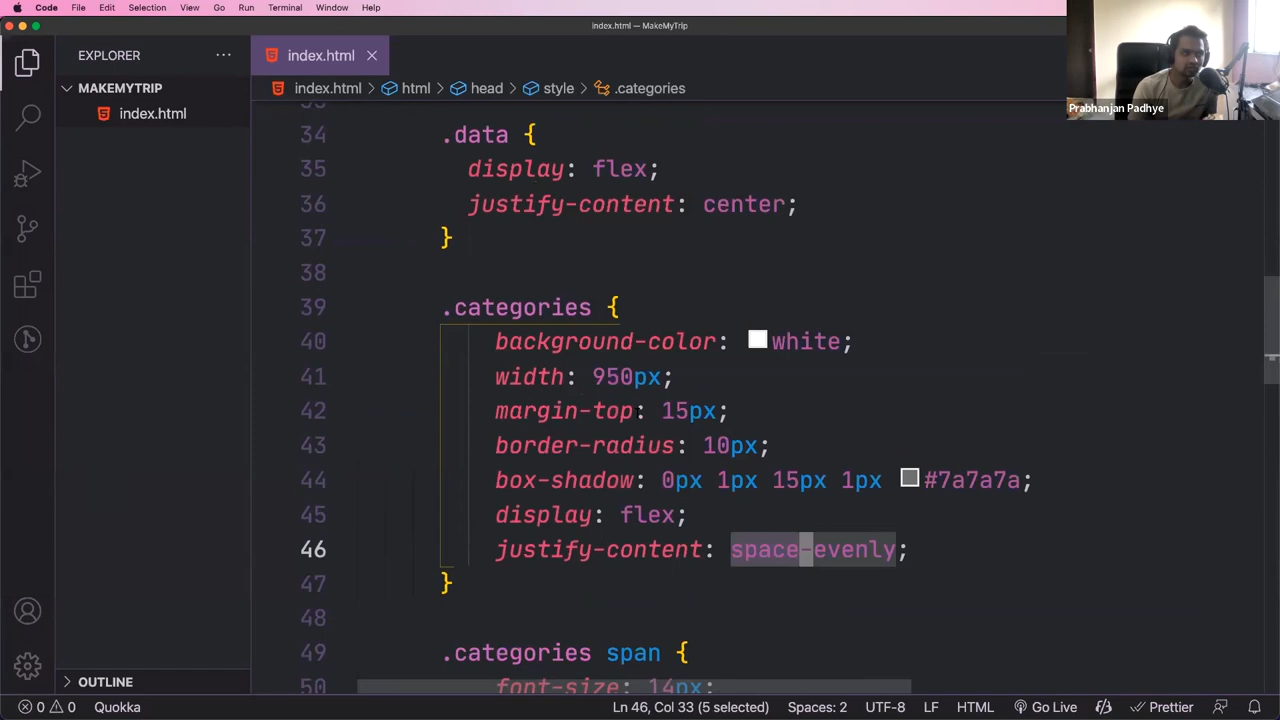 Code File Edit Selection View Go Run Terminal Window Help
index.html — MakeMyTrip
Prabhanjan Padhye
EXPLORER
MAKEMYTRIP
index.html
OUTLINE
index.html
index.html html head style .categories
34 .data {
35 display: flex;
36 justify-content: center;
37 }
38
39 .categories {
40 background-color: white;
41 width: 950px;
42 margin-top: 15px;
43 border-radius: 10px;
44 box-shadow: 0px 1px 15px 1px #7a7a7a;
45 display: flex;
46 justify-content: space-evenly;
47 }
48
49 .categories span {
50 font-size: 14px;
0 0 Quokka Ln 46, Col 33 (5 selected) Spaces: 2 UTF-8 LF HTML Go Live Prettier